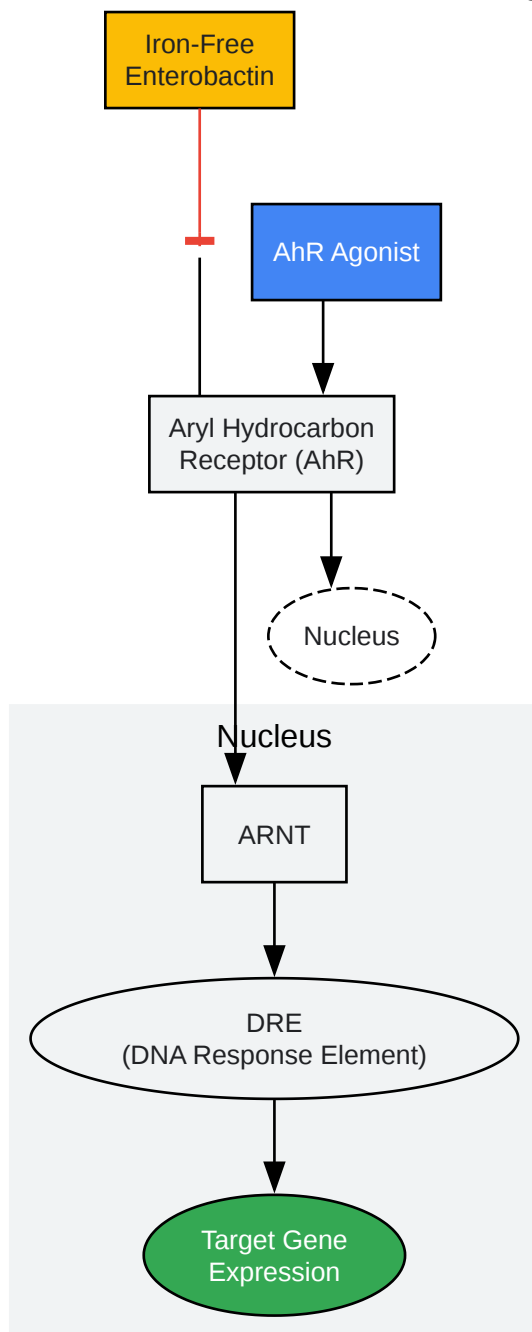 Iron-Free
Enterobactin
AhR Agonist
Aryl Hydrocarbon
Receptor (AhR)
Nucleus
Nucleus
ARNT
DRE
(DNA Response Element)
Target Gene
Expression